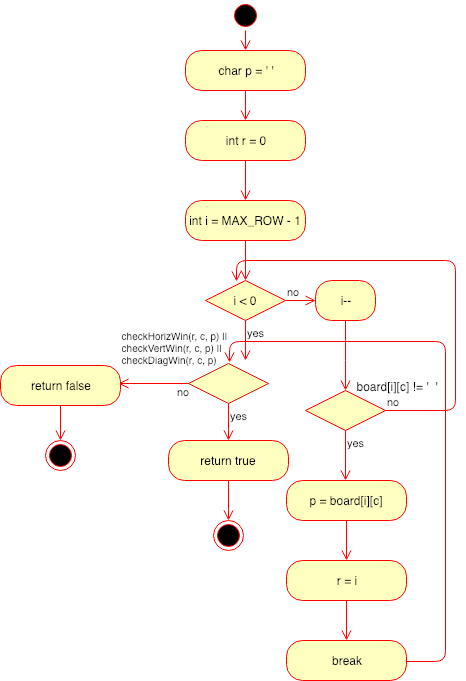 char p = ' '
int r = 0
int i = MAX_ROW - 1
i < 0
no
i--
yes
checkHorizWin(r, c, p) ||
checkVertWin(r, c, p) ||
checkDiagWin(r, c, p)
no
return false
yes
return true
board[i][c] != ' '
no
yes
p = board[i][c]
r = i
break